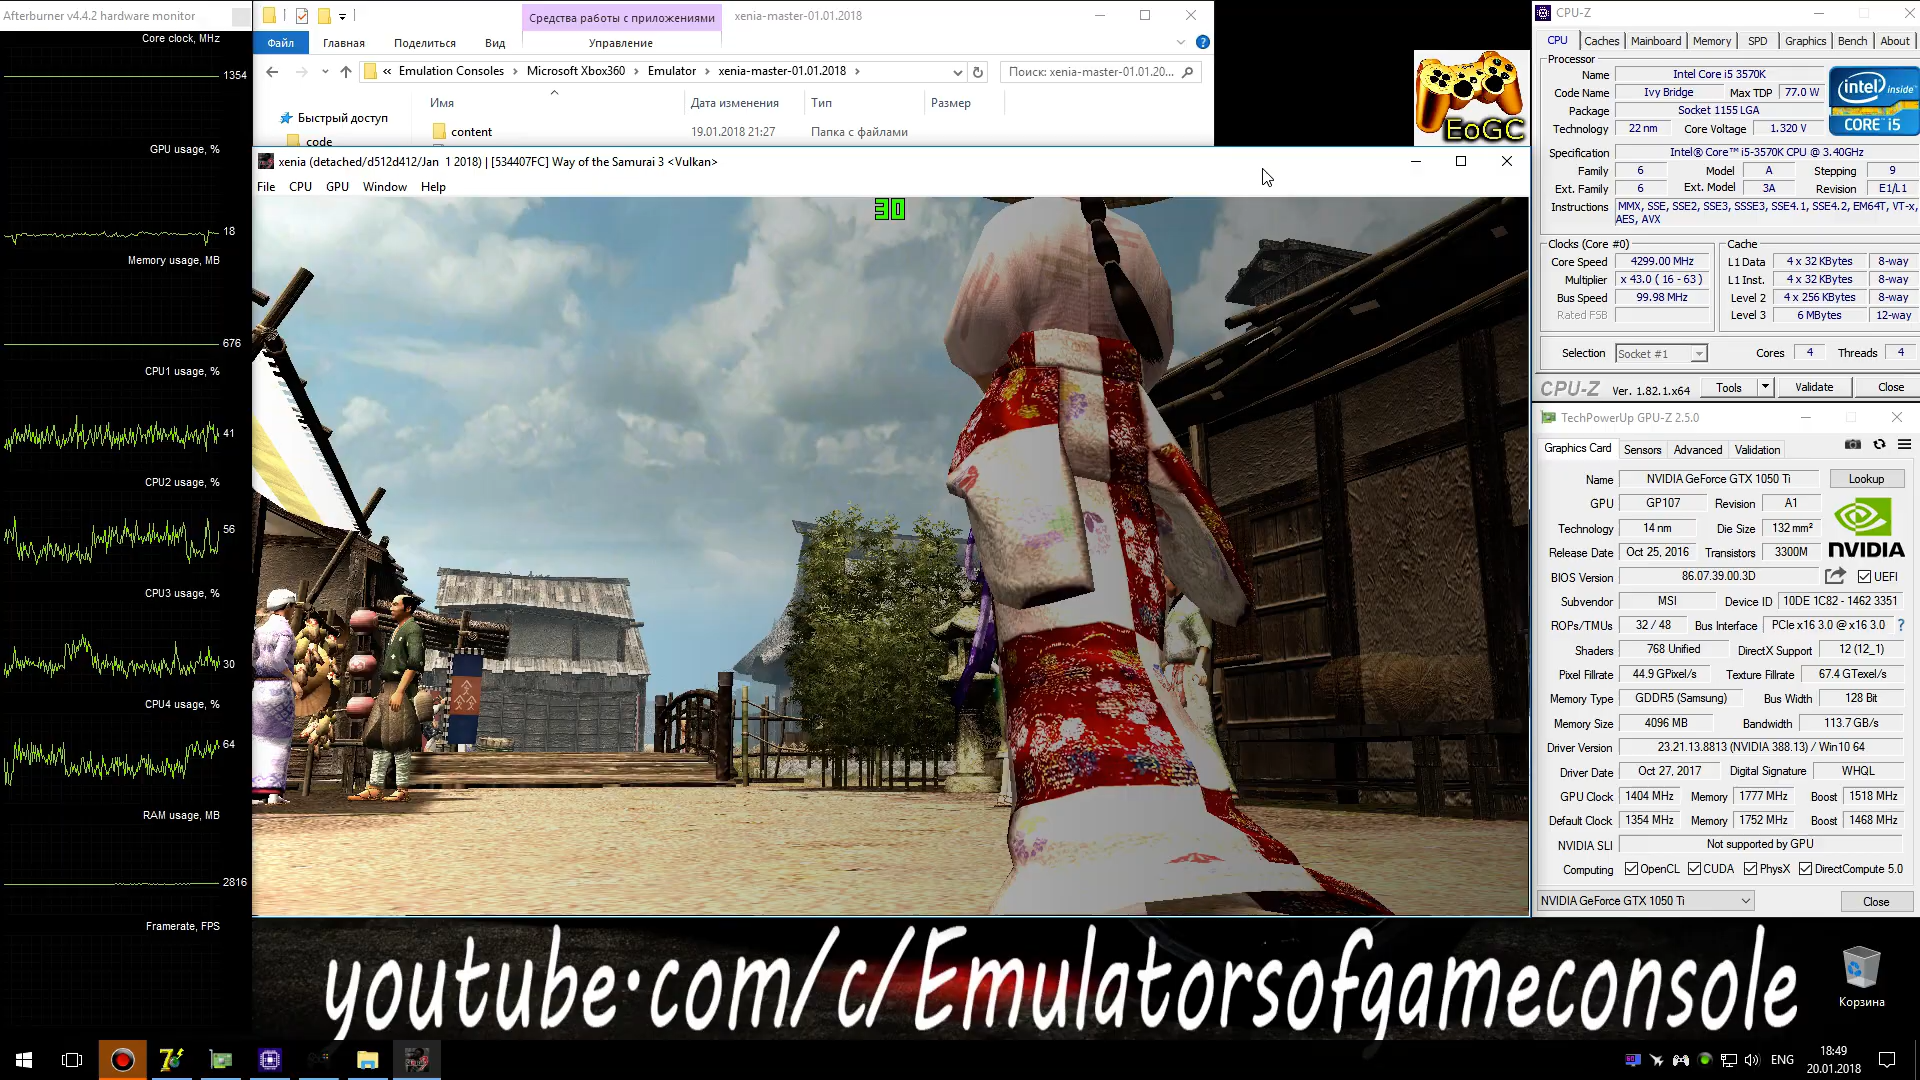 Afterburner v4.4.2 hardware monitor
Core clock, MHz
1354
GPU usage, %
18
Memory usage, MB
676
CPU1 usage, %
41
CPU2 usage, %
56
CPU3 usage, %
30
CPU4 usage, %
64
RAM usage, MB
2816
Framerate, FPS
Средства работы с приложениями
xenia-master-01.01.2018
Файл Главная Поделиться Вид Управление
« Emulation Consoles > Microsoft Xbox360 > Emulator > xenia-master-01.01.2018 >
Поиск: xenia-master-01.01.20...
Имя Дата изменения Тип Размер
Быстрый доступ
code
content 19.01.2018 21:27 Папка с файлами
EoGC
xenia (detached/d512d412/Jan 1 2018) | [534407FC] Way of the Samurai 3 <Vulkan>
File CPU GPU Window Help
30
CPU-Z
CPU Caches Mainboard Memory SPD Graphics Bench About
Processor
Name Intel Core i5 3570K
Code Name Ivy Bridge Max TDP 77.0 W
Package Socket 1155 LGA
Technology 22 nm Core Voltage 1.320 V
intel inside™
CORE i5
Specification Intel® Core™ i5-3570K CPU @ 3.40GHz
Family 6 Model A Stepping 9
Ext. Family 6 Ext. Model 3A Revision E1/L1
Instructions MMX, SSE, SSE2, SSE3, SSSE3, SSE4.1, SSE4.2, EM64T, VT-x,
AES, AVX
Clocks (Core #0) Cache
Core Speed 4299.00 MHz L1 Data 4 x 32 KBytes 8-way
Multiplier x 43.0 ( 16 - 63 ) L1 Inst. 4 x 32 KBytes 8-way
Bus Speed 99.98 MHz Level 2 4 x 256 KBytes 8-way
Rated FSB Level 3 6 MBytes 12-way
Selection Socket #1 Cores 4 Threads 4
CPU-Z Ver. 1.82.1.x64 Tools Validate Close
TechPowerUp GPU-Z 2.5.0
Graphics Card Sensors Advanced Validation
Name NVIDIA GeForce GTX 1050 Ti Lookup
GPU GP107 Revision A1
Technology 14 nm Die Size 132 mm²
Release Date Oct 25, 2016 Transistors 3300M
NVIDIA
BIOS Version 86.07.39.00.3D UEFI
Subvendor MSI Device ID 10DE 1C82 - 1462 3351
ROPs/TMUs 32 / 48 Bus Interface PCIe x16 3.0 @ x16 3.0 ?
Shaders 768 Unified DirectX Support 12 (12_1)
Pixel Fillrate 44.9 GPixel/s Texture Fillrate 67.4 GTexel/s
Memory Type GDDR5 (Samsung) Bus Width 128 Bit
Memory Size 4096 MB Bandwidth 113.7 GB/s
Driver Version 23.21.13.8813 (NVIDIA 388.13) / Win10 64
Driver Date Oct 27, 2017 Digital Signature WHQL
GPU Clock 1404 MHz Memory 1777 MHz Boost 1518 MHz
Default Clock 1354 MHz Memory 1752 MHz Boost 1468 MHz
NVIDIA SLI Not supported by GPU
Computing OpenCL CUDA PhysX DirectCompute 5.0
NVIDIA GeForce GTX 1050 Ti Close
youtube.com/c/Emulatorsofgameconsole
Корзина
ENG
18:49
20.01.2018